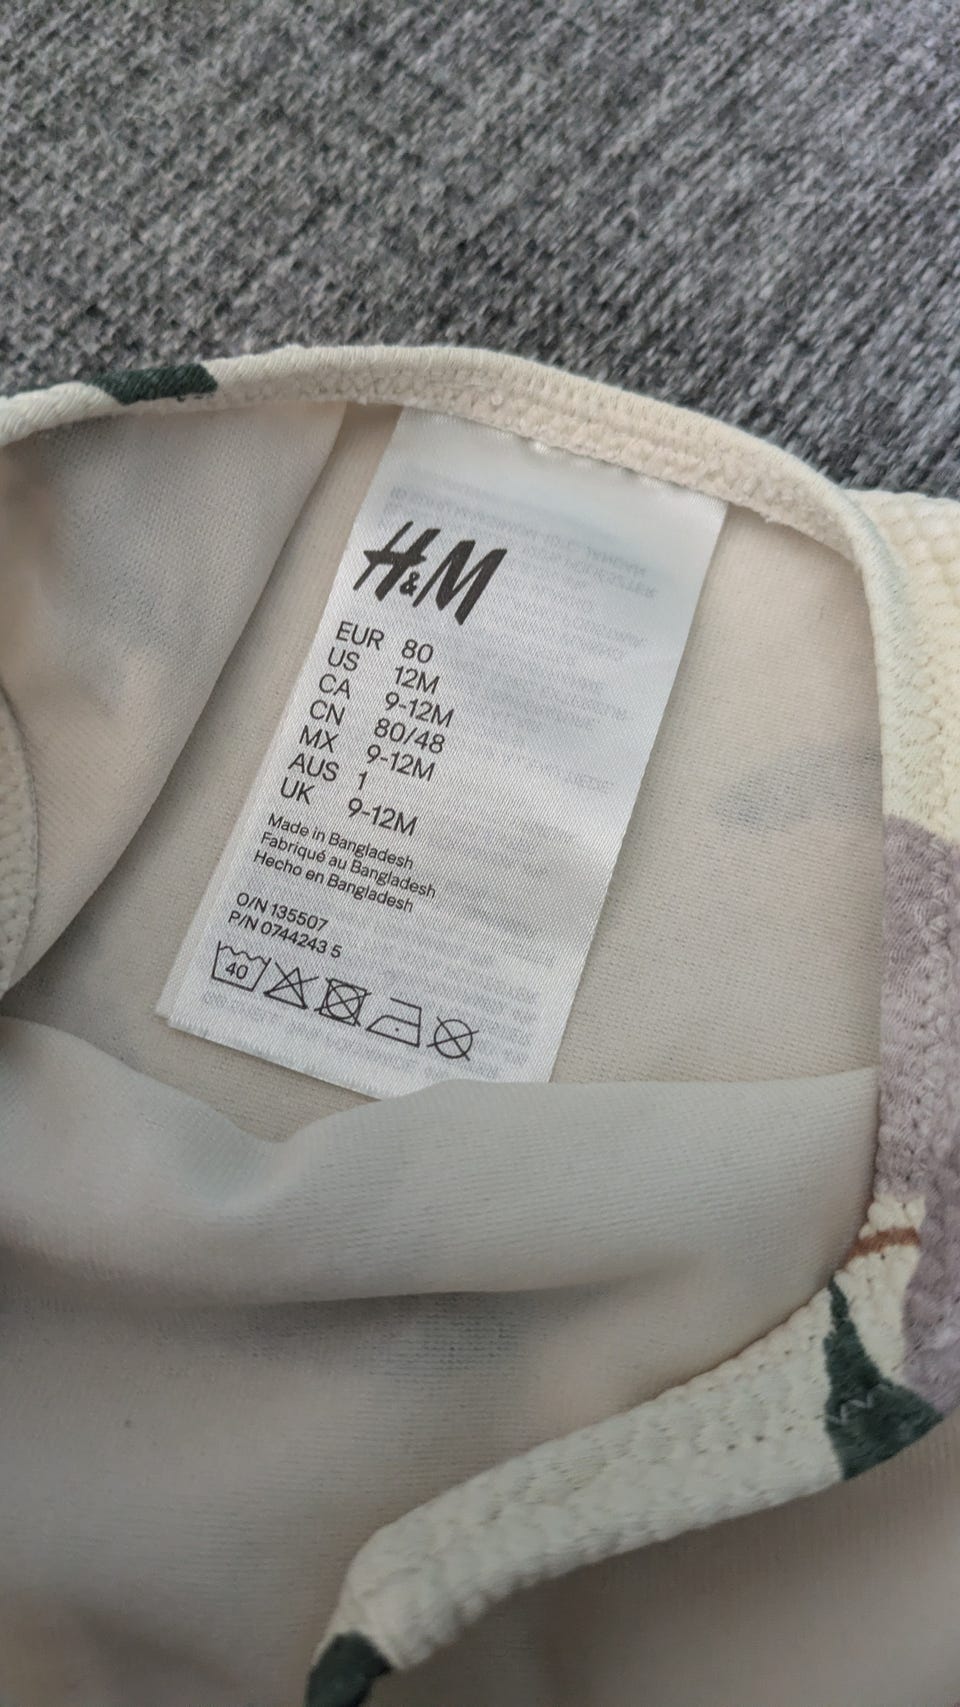 H&M
EUR 80
US 12M
CA 9-12M
CN 80/48
MX 9-12M
AUS 1
UK 9-12M
Made in Bangladesh
Fabriqué au Bangladesh
Hecho en Bangladesh
O/N 135507
P/N 0744243 5
40